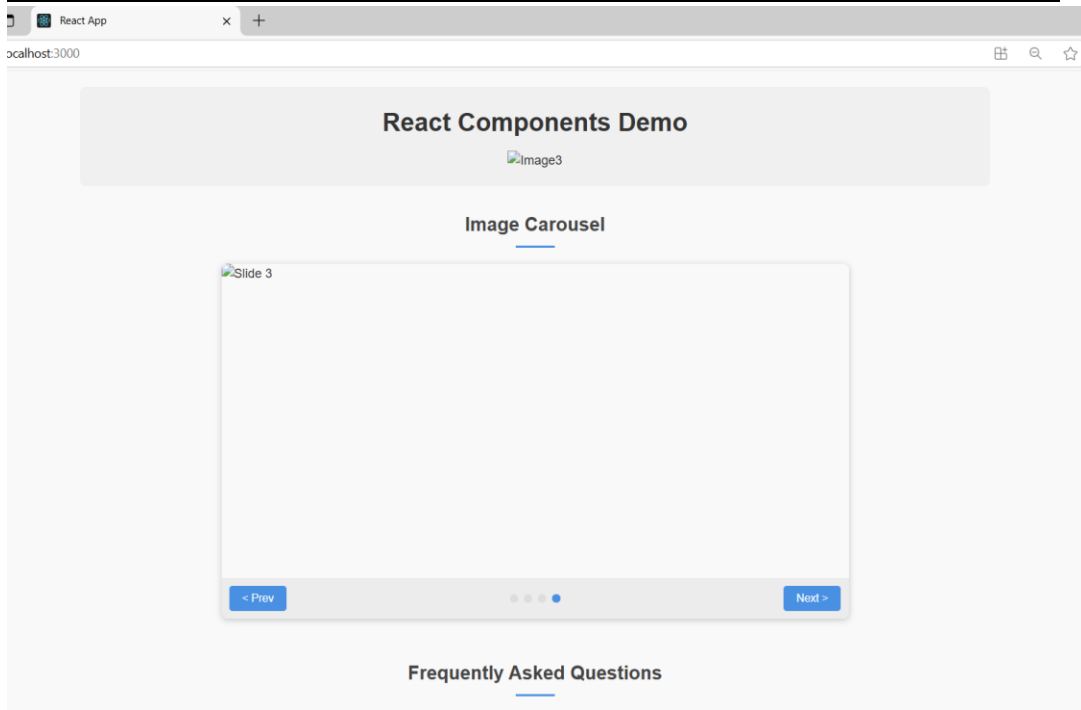 React App
ocalhost:3000
React Components Demo
Image3
Image Carousel
Slide 3
< Prev
Next >
Frequently Asked Questions